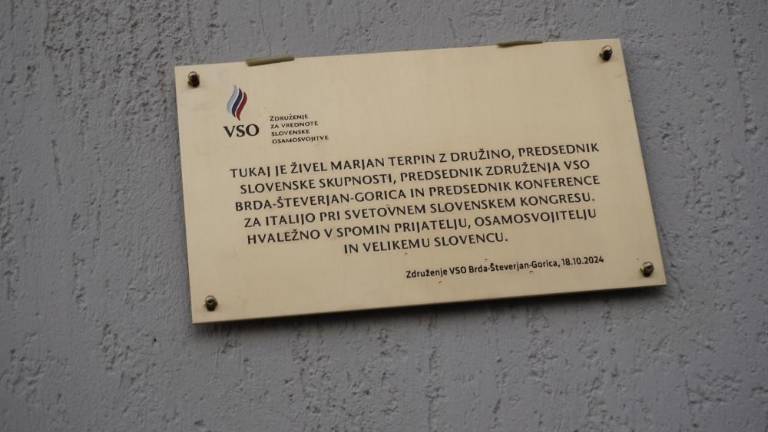 VSO
ZDRUŽENJE
ZA VREDNOTE
SLOVENSKE
OSAMOSVOJITVE
TUKAJ JE ŽIVEL MARJAN TERPIN Z DRUŽINO, PREDSEDNIK
SLOVENSKE SKUPNOSTI, PREDSEDNIK ZDRUŽENJA VSO
BRDA-ŠTEVERJAN-GORICA IN PREDSEDNIK KONFERENCE
ZA ITALIJO PRI SVETOVNEM SLOVENSKEM KONGRESU.
HVALEŽNO V SPOMIN PRIJATELJU, OSAMOSVOJITELJU
IN VELIKEMU SLOVENCU.
Združenje VSO Brda-Števerjan-Gorica, 18.10.2024